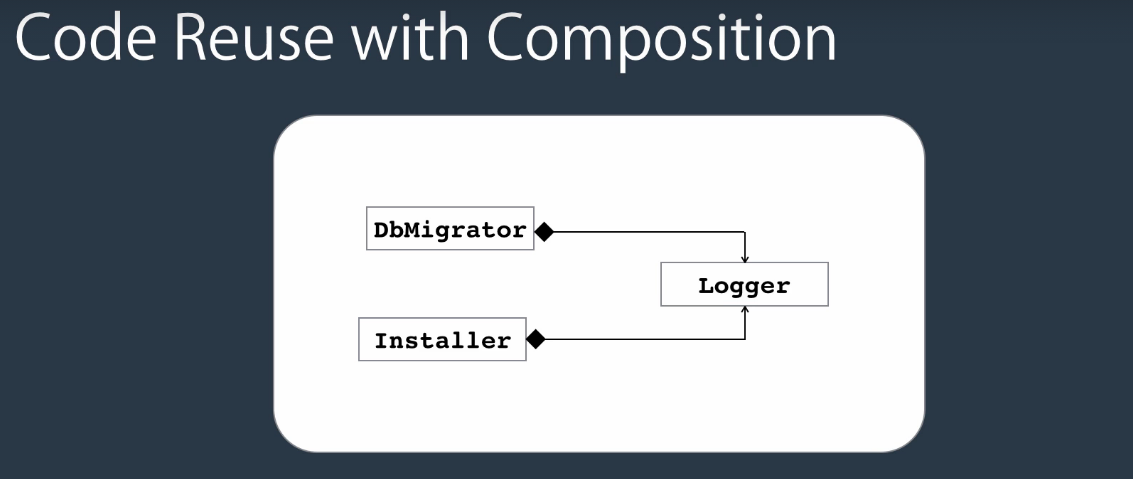 Code Reuse with Composition
DbMigrator
Logger
Installer